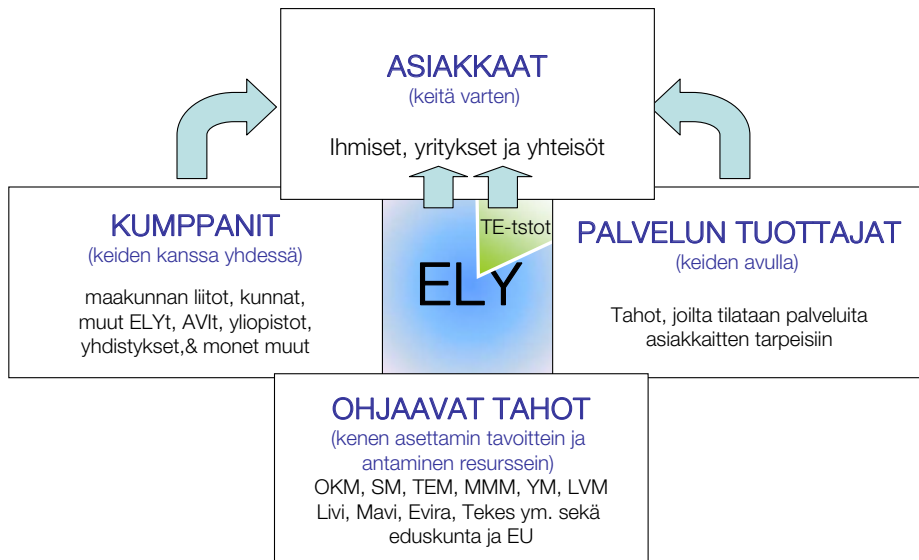 ASIAKKAAT
(keitä varten)
Ihmiset, yritykset ja yhteisöt
KUMPPANIT
(keiden kanssa yhdessä)
maakunnan liitot, kunnat,
muut ELYt, AVIt, yliopistot,
yhdistykset,& monet muut
TE-tstot
ELY
PALVELUN TUOTTAJAT
(keiden avulla)
Tahot, joilta tilataan palveluita
asiakkaitten tarpeisiin
OHJAAVAT TAHOT
(kenen asettamin tavoittein ja
antaminen resurssein)
OKM, SM, TEM, MMM, YM, LVM
Livi, Mavi, Evira, Tekes ym. sekä
eduskunta ja EU